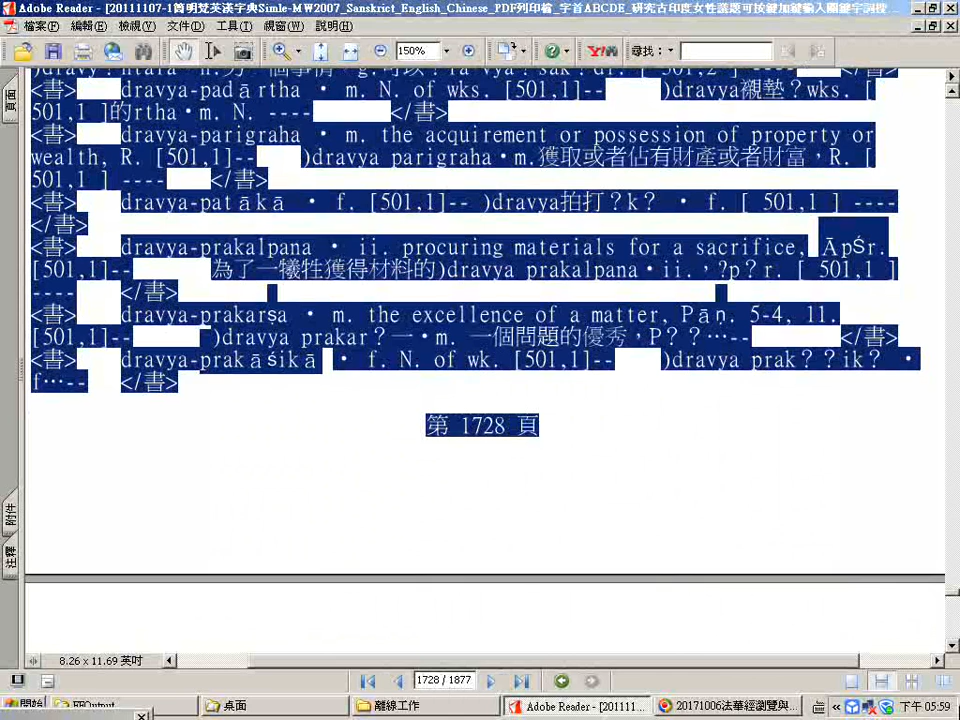 Adobe Reader - [20111107-1簡明梵英漢字典Simle-MW2007_Sanskrict_English_Chinese_PDF列印檔_字首ABCDE_研究古印度女性議題可按鍵加鍵輸入關鍵字詞搜...
檔案(F) 編輯(E) 檢視(V) 文件(D) 工具(T) 視窗(W) 說明(H)
150% 尋找:
頁面
<書> dravya-padārtha · m. N. of wks. [501,1]-- )dravya襯墊?wks. [
501,1 ]的rtha·m. N. ---- </書>
<書> dravya-parigraha · m. the acquirement or possession of property or
wealth, R. [501,1]-- )dravya parigraha·m.獲取或者佔有財產或者財富,R. [
501,1 ] ---- </書>
<書> dravya-patākā · f. [501,1]-- )dravya拍打?k? · f. [ 501,1 ] ----
</書>
<書> dravya-prakalpana · ii. procuring materials for a sacrifice, ĀpŚr.
[501,1]-- 為了一犧牲獲得材料的)dravya prakalpana·ii.,?p?r. [ 501,1 ]
---- </書>
<書> dravya-prakarṣa · m. the excellence of a matter, Pāṇ. 5-4, 11.
[501,1]-- )dravya prakar?一·m. 一個問題的優秀,P??…-- </書>
<書> dravya-prakāśikā · f. N. of wk. [501,1]-- )dravya prak??ik? ·
f…-- </書>
第 1728 頁
附件
注釋
8.26 x 11.69 英吋
1728 / 1877
開始 FFOutput 桌面 離線工作 Adobe Reader - [201111... 20171006法華經瀏覽與... 下午 05:59